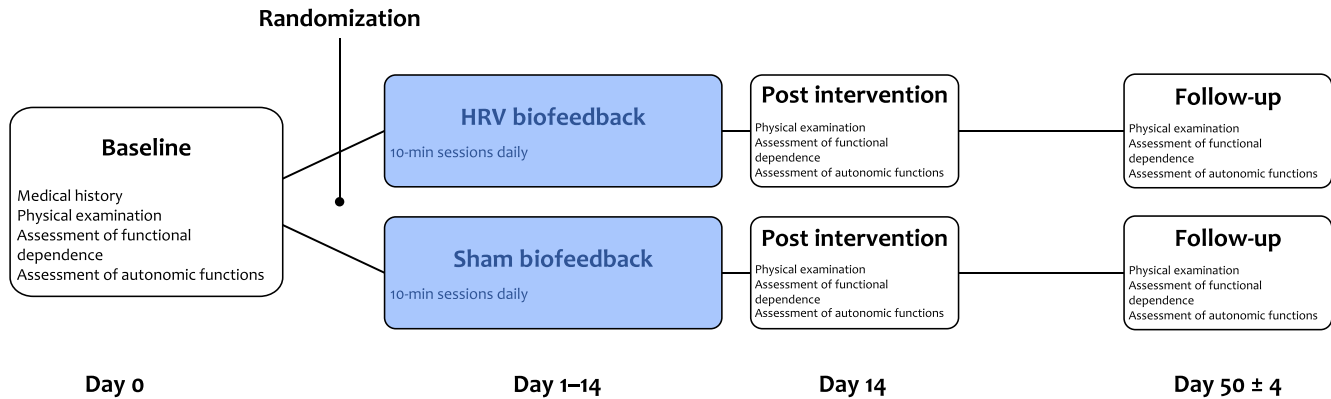 Randomization
Baseline
Medical history
Physical examination
Assessment of functional
dependence
Assessment of autonomic functions
HRV biofeedback
10-min sessions daily
Post intervention
Physical examination
Assessment of functional
dependence
Assessment of autonomic functions
Follow-up
Physical examination
Assessment of functional
dependence
Assessment of autonomic functions
Sham biofeedback
10-min sessions daily
Post intervention
Physical examination
Assessment of functional
dependence
Assessment of autonomic functions
Follow-up
Physical examination
Assessment of functional
dependence
Assessment of autonomic functions
Day 0
Day 1–14
Day 14
Day 50 ± 4